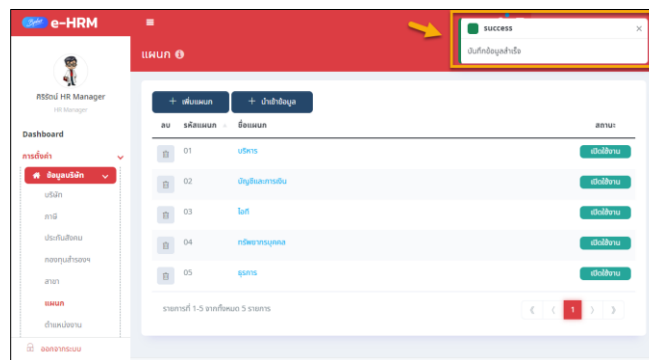 e-HRM
success
บันทึกข้อมูลสำเร็จ
แผนก
ศิริรัตน์ HR Manager
HR Manager
Dashboard
การตั้งค่า
ข้อมูลบริษัท
บริษัท
ภาษี
ประกันสังคม
กองทุนสำรองฯ
สาขา
แผนก
ตำแหน่งงาน
ออกจากระบบ
+ เพิ่มแผนก
+ นำเข้าข้อมูล
ลบ รหัสแผนก ชื่อแผนก สถานะ
01 บริหาร เปิดใช้งาน
02 บัญชีและการเงิน เปิดใช้งาน
03 ไอที เปิดใช้งาน
04 ทรัพยากรบุคคล เปิดใช้งาน
05 ธุรการ เปิดใช้งาน
รายการที่ 1-5 จากทั้งหมด 5 รายการ
1